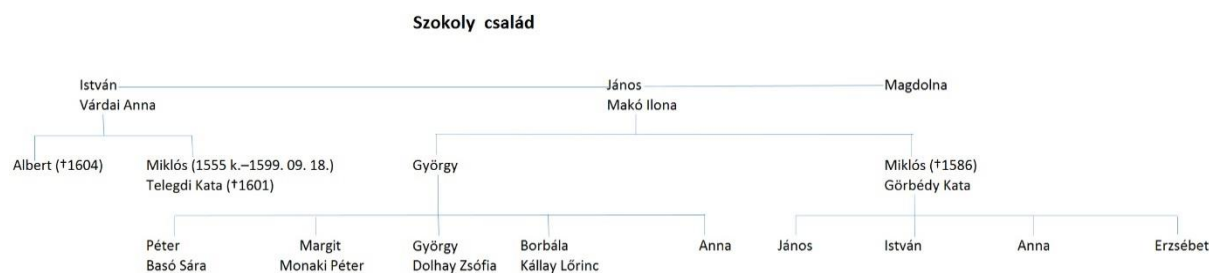 Szokoly család
István János Magdolna
Várdai Anna Makó Ilona
Albert (†1604) Miklós (1555 k.–1599. 09. 18.) György Miklós (†1586)
Telegdi Kata (†1601) Görbédy Kata
Péter Margit György Borbála Anna János István Anna Erzsébet
Basó Sára Monaki Péter Dolhay Zsófia Kállay Lőrinc